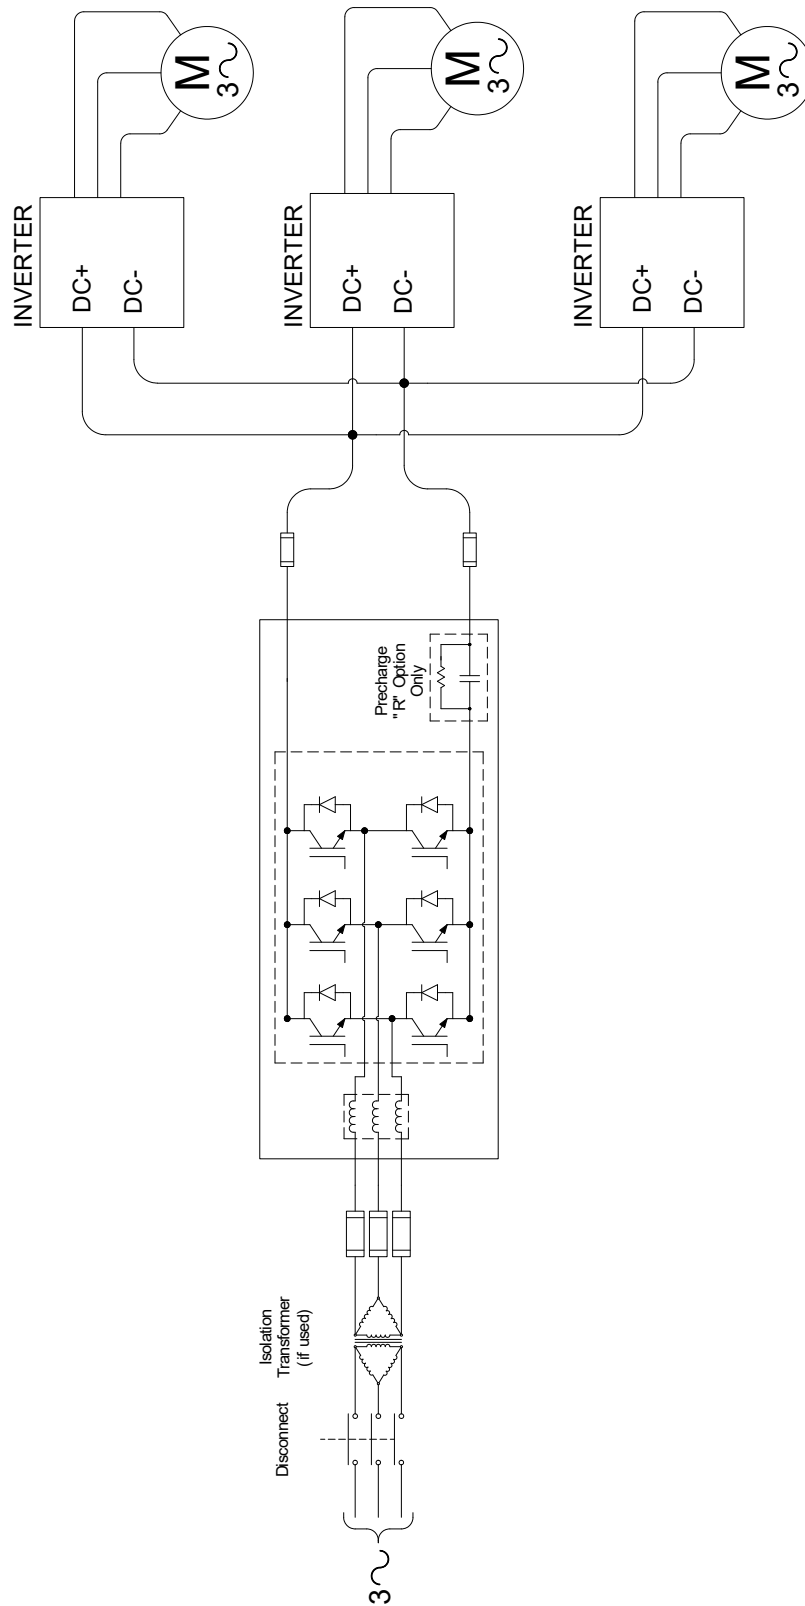 3
Disconnect
Isolation
Transformer
(if used)
Precharge
"R" Option
Only
INVERTER
DC+
DC-
M
3
INVERTER
DC+
DC-
M
3
INVERTER
DC+
DC-
M
3